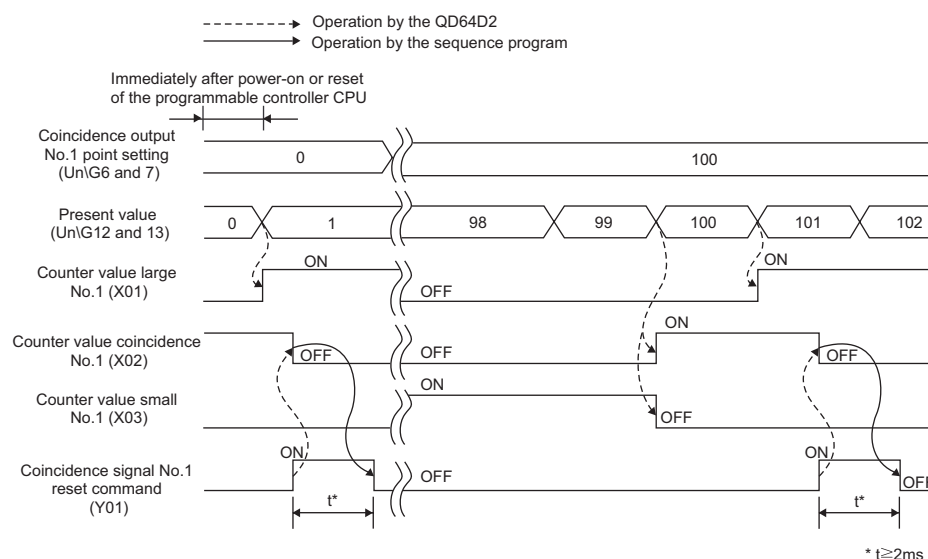 Operation by the QD64D2
Operation by the sequence program
Immediately after power-on or reset
of the programmable controller CPU
Coincidence output
No.1 point setting
(Un\G6 and 7)
0
100
Present value
(Un\G12 and 13)
0
1
98
99
100
101
102
Counter value large
No.1 (X01)
ON
OFF
ON
Counter value coincidence
No.1 (X02)
OFF
OFF
ON
OFF
Counter value small
No.1 (X03)
ON
OFF
Coincidence signal No.1
reset command
(Y01)
ON
OFF
ON
OFF
t*
t*
* t≧2ms